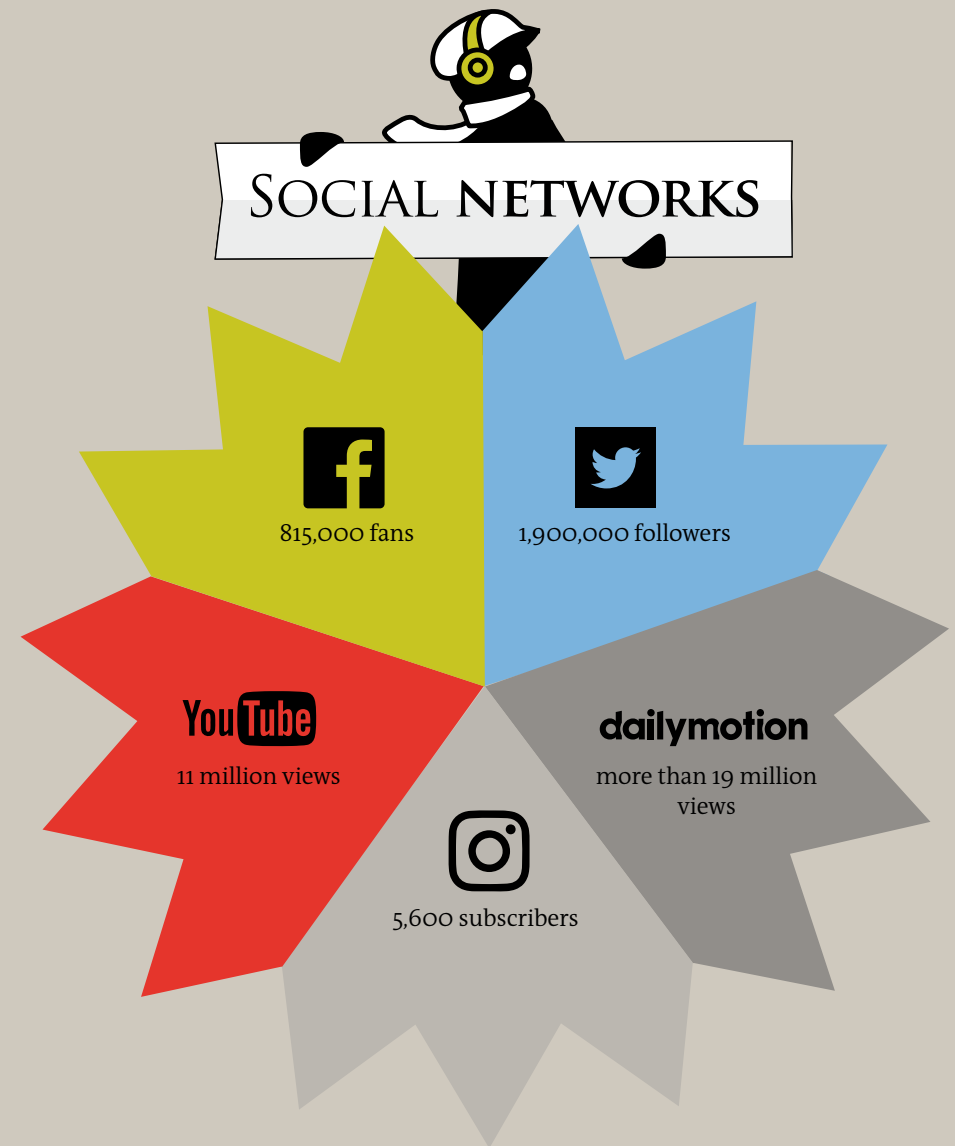 SOCIAL NETWORKS
815,000 fans
1,900,000 followers
YouTube
dailymotion
11 million views
more than 19 million
views
5,600 subscribers